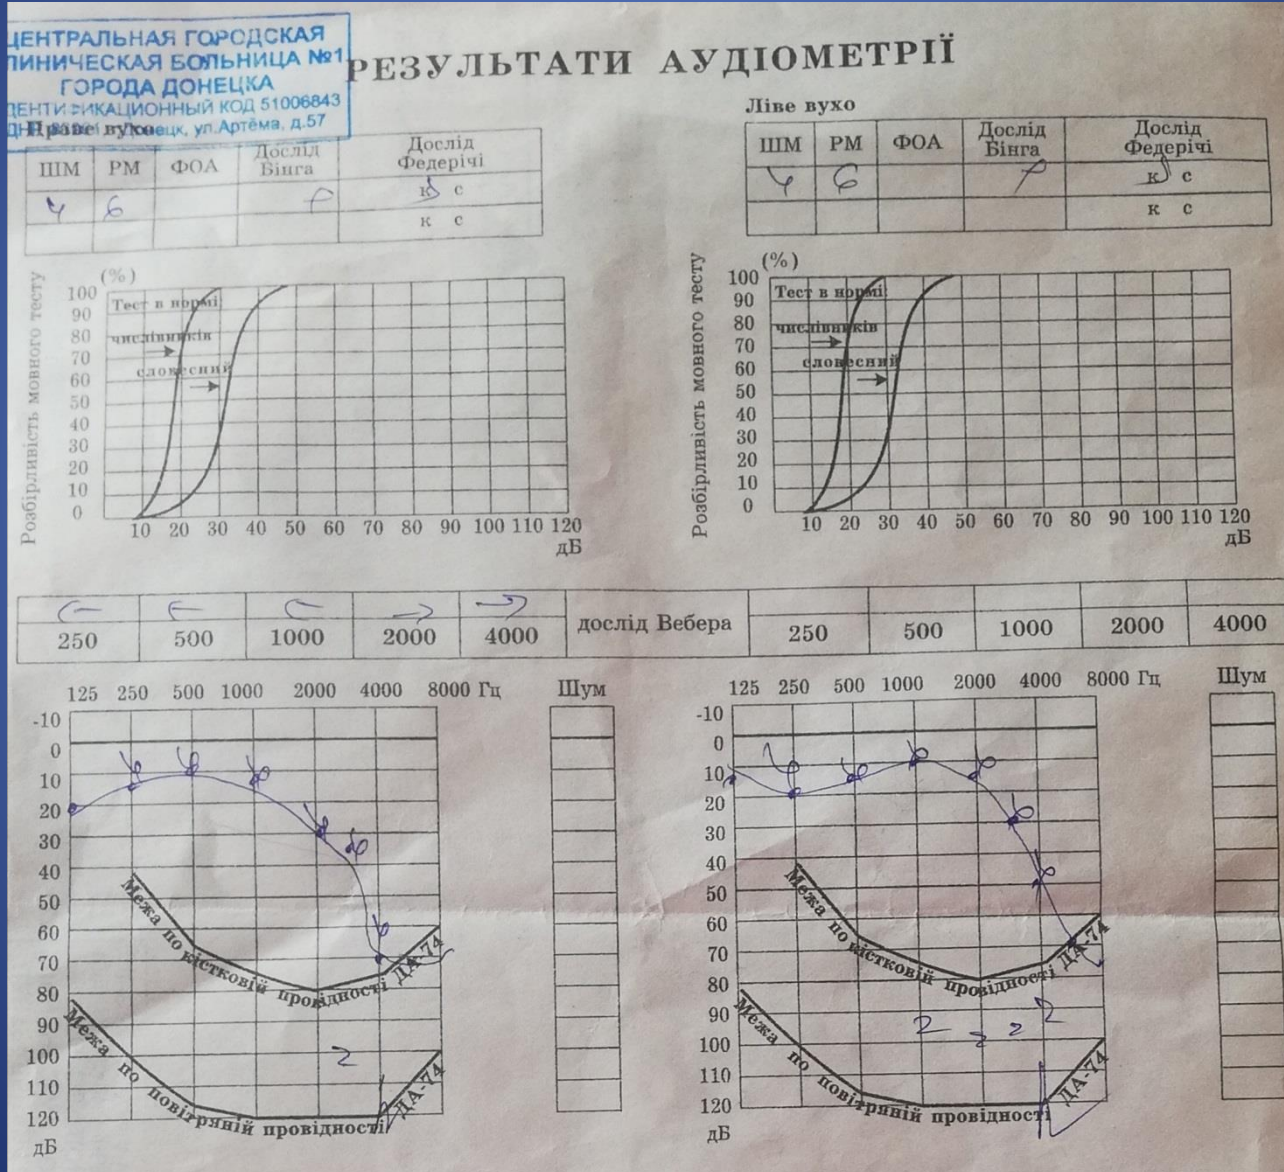 ЦЕНТРАЛЬНАЯ ГОРОДСКАЯ
КЛИНИЧЕСКАЯ БОЛЬНИЦА №1
ГОРОДА ДОНЕЦКА
ИДЕНТИФИКАЦИОННЫЙ КОД 51006843
ДНР Донецк, ул.Артёма, д.57
РЕЗУЛЬТАТИ АУДІОМЕТРІЇ
Праве вухо
ШМ РМ ФОА Дослід Бінга Дослід Федерічі
4 6 к с
к с
Ліве вухо
ШМ РМ ФОА Дослід Бінга Дослід Федерічі
4 6 к с
к с
Розбірливість мовного тесту
(%)
100
90
80
70
60
50
40
30
20
10
0
Тест в нормі
числівників
словесний
10 20 30 40 50 60 70 80 90 100 110 120
дБ
Розбірливість мовного тесту
(%)
100
90
80
70
60
50
40
30
20
10
0
Тест в нормі
числівників
словесний
10 20 30 40 50 60 70 80 90 100 110 120
дБ
← ← ← → →
250 500 1000 2000 4000 дослід Вебера 250 500 1000 2000 4000
125 250 500 1000 2000 4000 8000 Гц Шум
-10
0
10
20
30
40
50
60
70
80
90
100
110
120
дБ
Межа по кістковій провідності ДА-74
Межа по повітряній провідності ДА-74
2
125 250 500 1000 2000 4000 8000 Гц Шум
-10
0
10
20
30
40
50
60
70
80
90
100
110
120
дБ
Межа по кістковій провідності ДА-74
2 2 2 2
Межа по повітряній провідності ДА-74